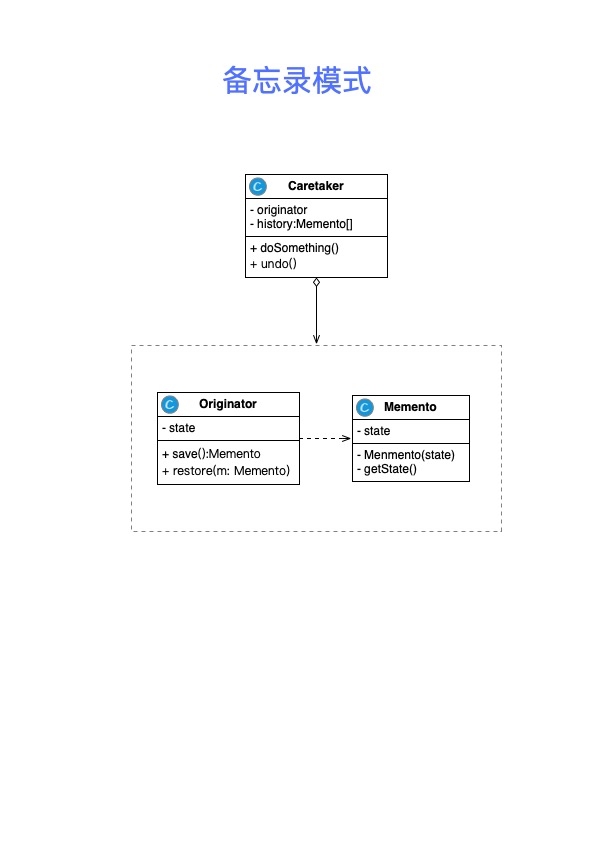 备忘录模式
C Caretaker
- originator
- history:Memento[]
+ doSomething()
+ undo()
C Originator
- state
+ save():Memento
+ restore(m: Memento)
C Memento
- state
- Menmento(state)
- getState()